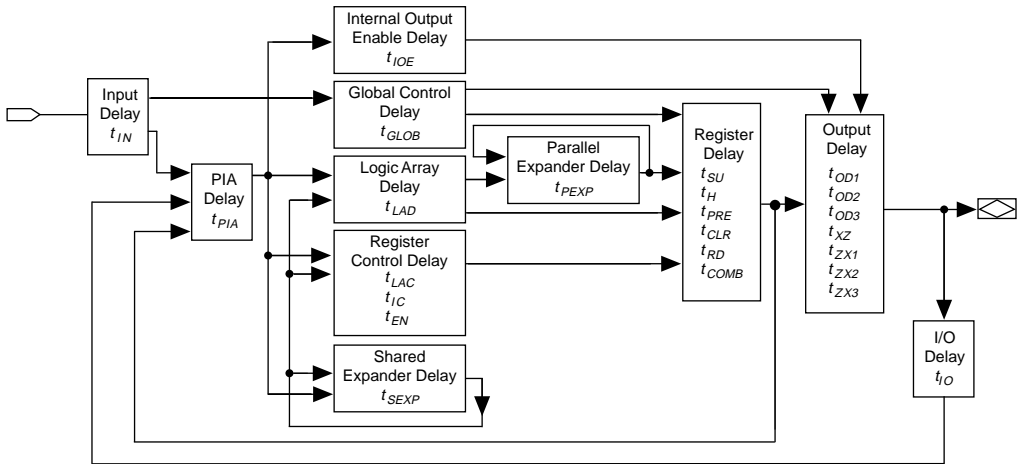 Internal Output
Enable Delay
tIOE
Input
Delay
tIN
Global Control
Delay
tGLOB
PIA
Delay
tPIA
Logic Array
Delay
tLAD
Parallel
Expander Delay
tPEXP
Register
Control Delay
tLAC
tIC
tEN
Shared
Expander Delay
tSEXP
Register
Delay
tSU
tH
tPRE
tCLR
tRD
tCOMB
Output
Delay
tOD1
tOD2
tOD3
tXZ
tZX1
tZX2
tZX3
I/O
Delay
tIO